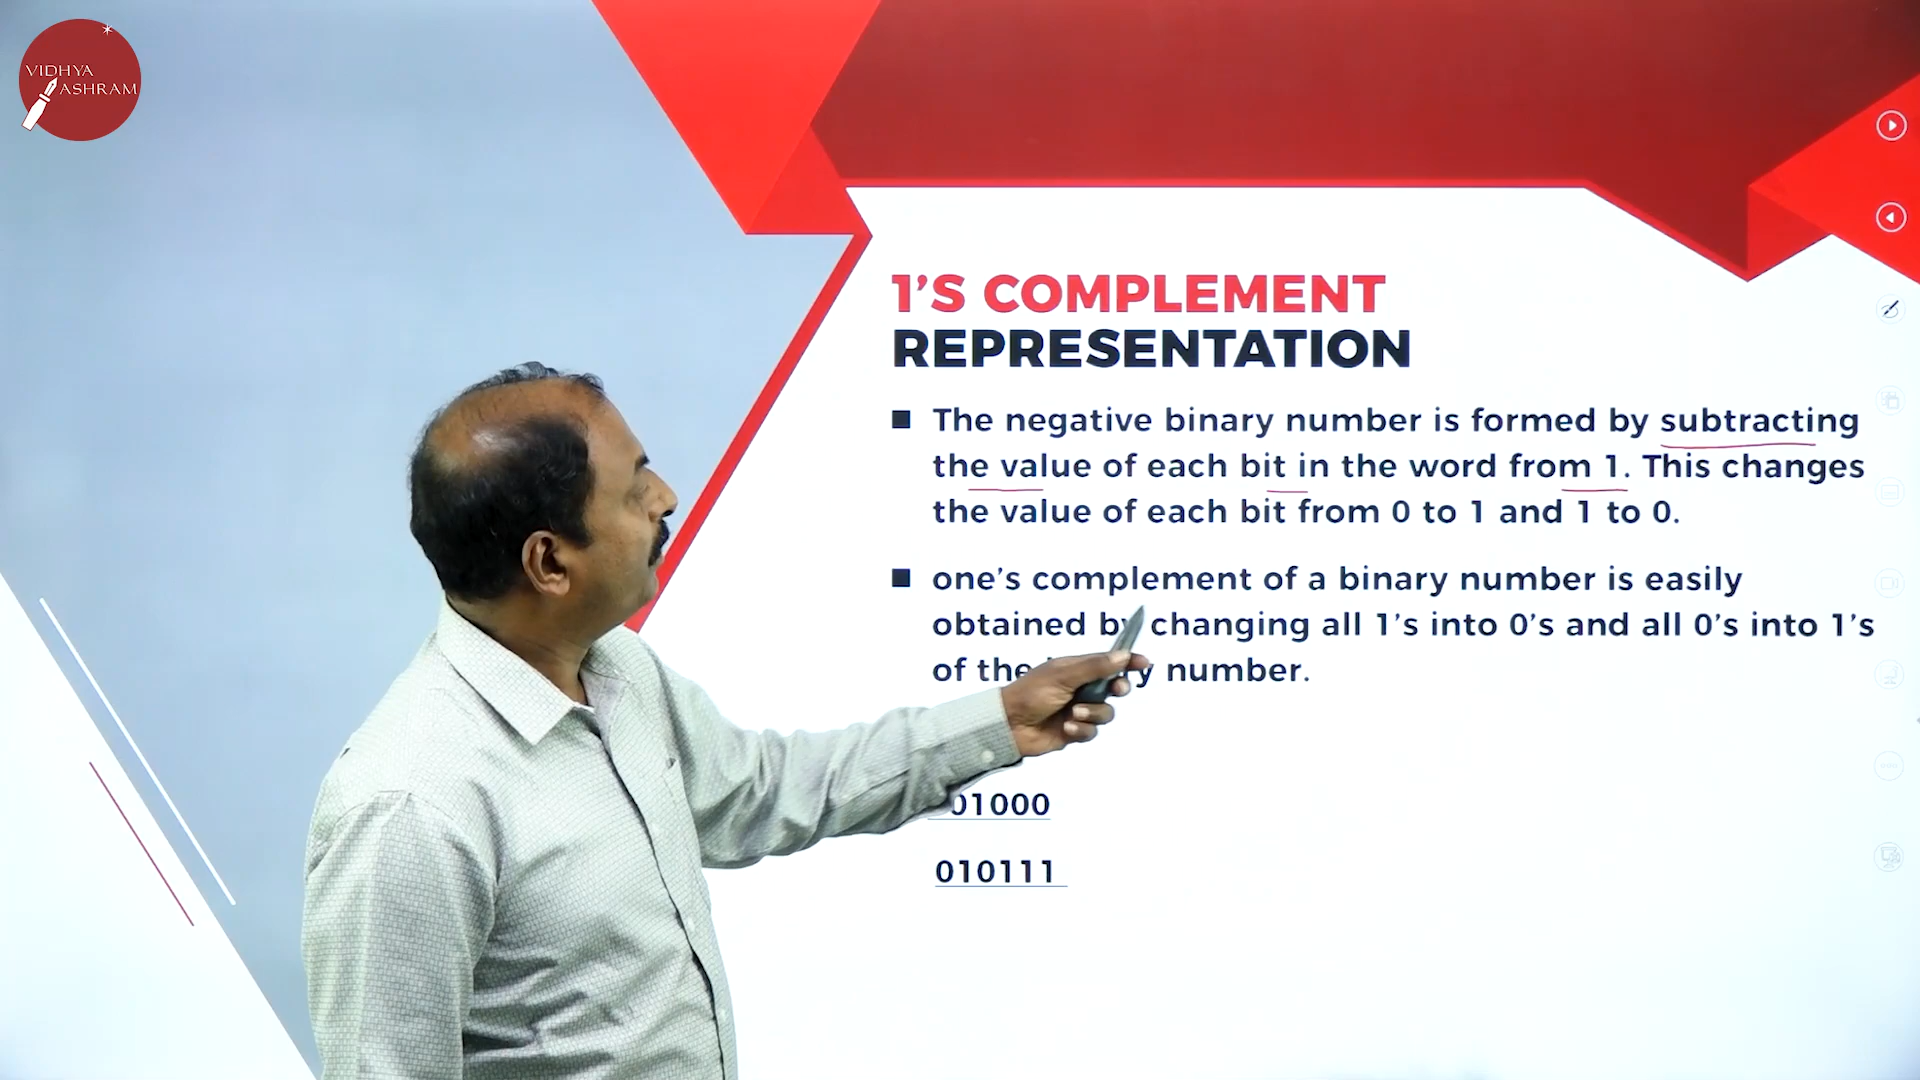 VIDHYA
ASHRAM
1’S COMPLEMENT
REPRESENTATION
■ The negative binary number is formed by subtracting
the value of each bit in the word from 1. This changes
the value of each bit from 0 to 1 and 1 to 0.
■ one’s complement of a binary number is easily
obtained by changing all 1’s into 0’s and all 0’s into 1’s
of the number.
01000
010111